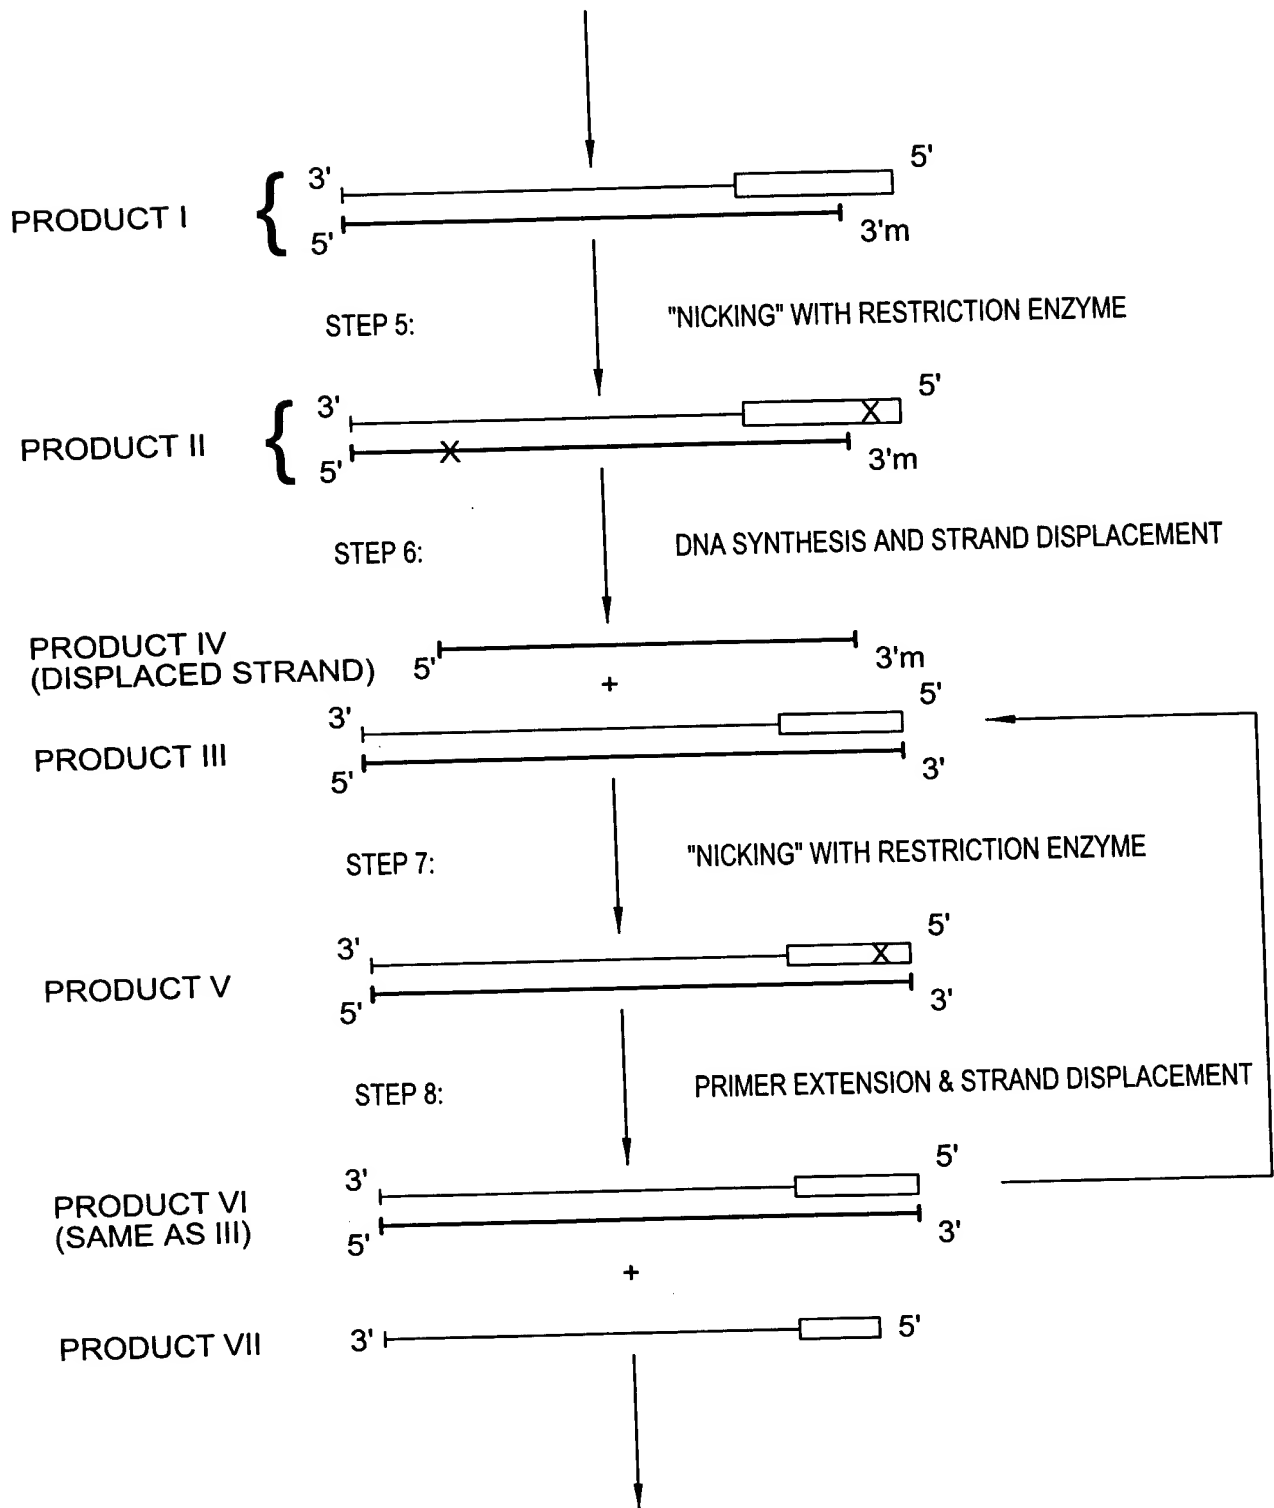 3' 5'
PRODUCT I {
5' 3'm
STEP 5: "NICKING" WITH RESTRICTION ENZYME
3' X 5'
PRODUCT II {
5' X 3'm
STEP 6: DNA SYNTHESIS AND STRAND DISPLACEMENT
PRODUCT IV
(DISPLACED STRAND) 5' 3'm
+
3' 5'
PRODUCT III
5' 3'
STEP 7: "NICKING" WITH RESTRICTION ENZYME
3' X 5'
PRODUCT V
5' 3'
STEP 8: PRIMER EXTENSION & STRAND DISPLACEMENT
3' 5'
PRODUCT VI
(SAME AS III) 5' 3'
+
PRODUCT VII 3' 5'